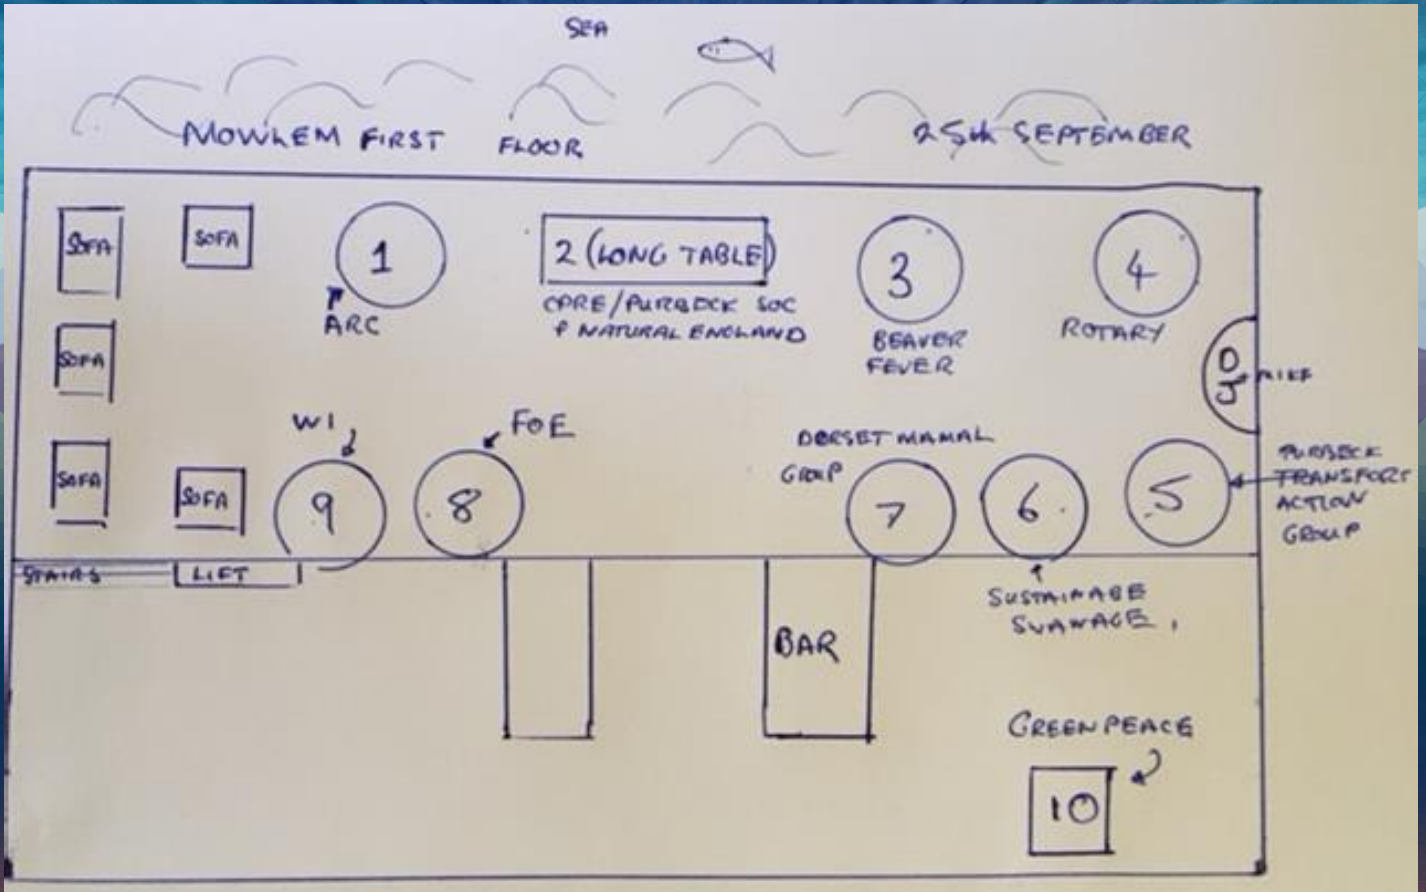 SEA
MOWLEM FIRST FLOOR 25th SEPTEMBER
SOFA
SOFA
1
ARC
2 (LONG TABLE)
CPRE/PURBECK SOC
& NATURAL ENGLAND
3
BEAVER
FEVER
4
ROTARY
DJ
MIKE
SOFA
SOFA
SOFA
WI
9
FOE
8
DORSET MAMAL
GROUP
7
6
5
PURBECK
TRANSPORT
ACTION
GROUP
STAIRS
LIFT
SUSTAINABE
SWANAGE
BAR
GREENPEACE
10